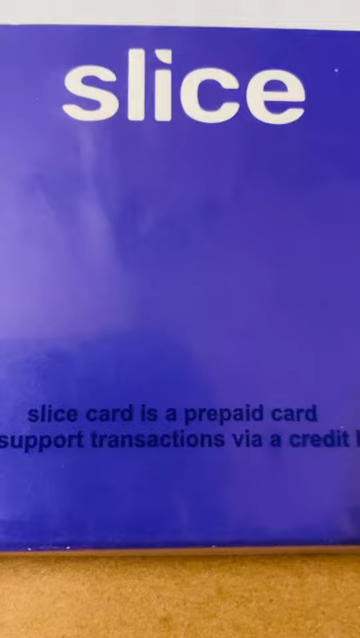 slice
slice card is a prepaid card
support transactions via a credit